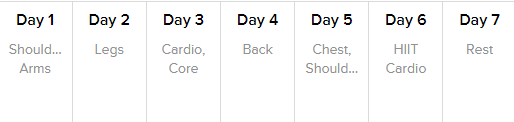 Day 1 Day 2 Day 3 Day 4 Day 5 Day 6 Day 7
Should... Legs Cardio, Back Chest, HIIT Rest
Arms Core Should... Cardio